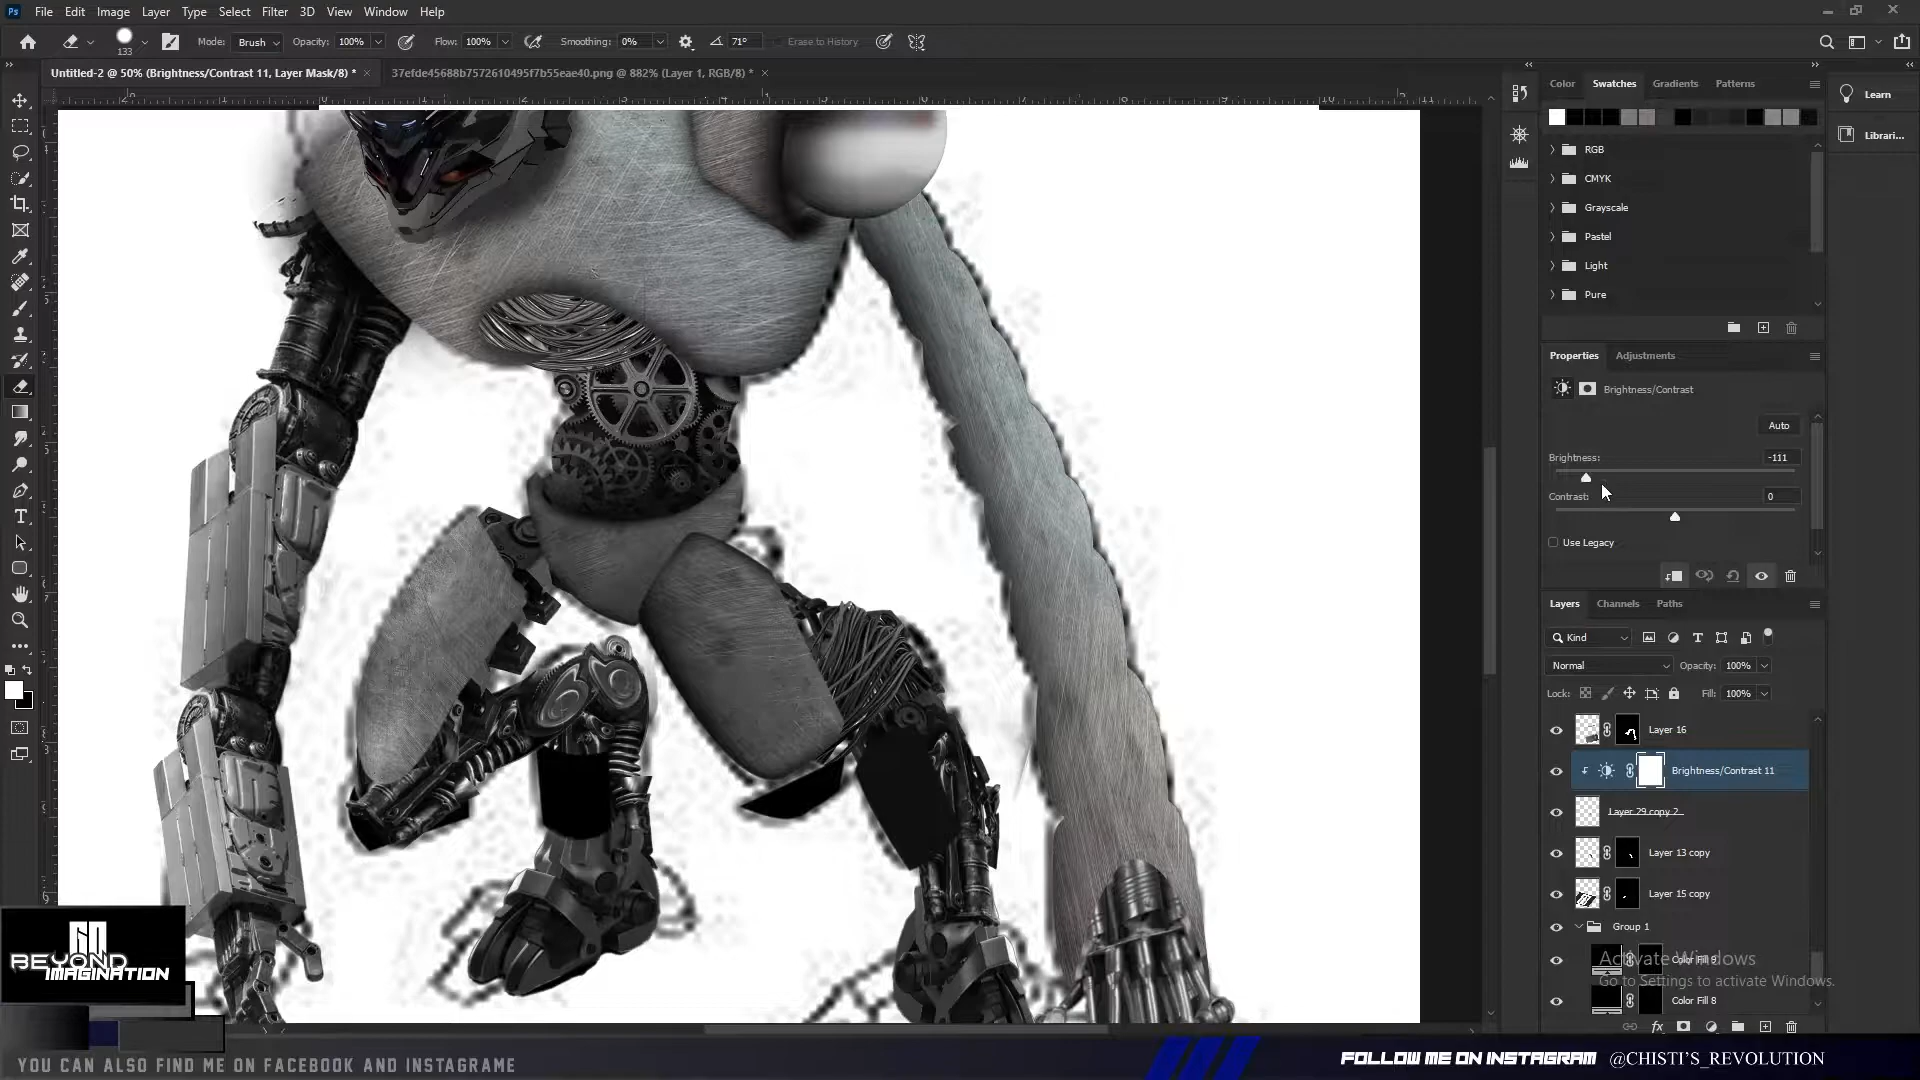 Ps File Edit Image Layer Type Select Filter 3D View Window Help
133 Mode: Brush Opacity: 100% Flow: 100% Smoothing: 0% 71° Erase to History
Untitled-2 @ 50% (Brightness/Contrast 11, Layer Mask/8) *
37efde45688b7572610495f7b55eae40.png @ 882% (Layer 1, RGB/8) *
Color Swatches Gradients Patterns
Learn
Librari...
RGB
CMYK
Grayscale
Pastel
Light
Pure
Properties Adjustments
Brightness/Contrast
Auto
Brightness: -111
Contrast: 0
Use Legacy
Layers Channels Paths
Kind
Normal Opacity: 100%
Lock: Fill: 100%
Layer 16
Brightness/Contrast 11
Layer 29 copy 2
Layer 13 copy
Layer 15 copy
Group 1
Color Fill 9
Activate Windows
Go to Settings to activate Windows.
Color Fill 8
BEYOND
IMAGINATION
YOU CAN ALSO FIND ME ON FACEBOOK AND INSTAGRAME
FOLLOW ME ON INSTAGRAM @CHISTI'S_REVOLUTION